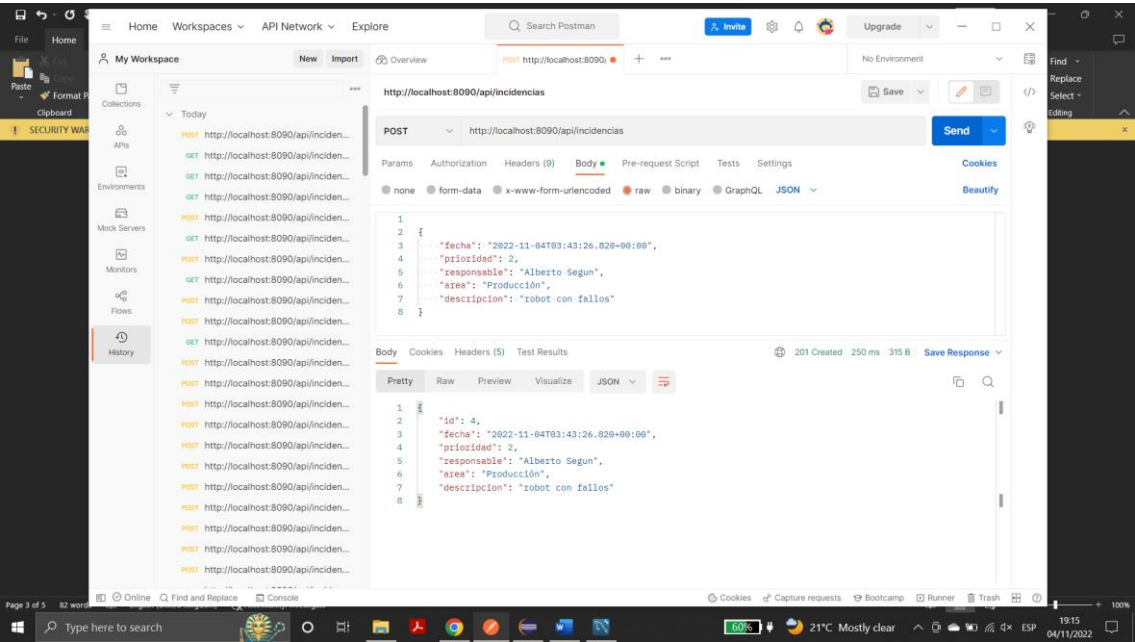 File Home
Paste
Format P
Clipboard
SECURITY WAR
Find
Replace
Select
Editing
Home Workspaces API Network Explore Search Postman Invite Upgrade
My Workspace New Import Overview POST http://localhost:8090/ No Environment
Collections
APIs
Environments
Mock Servers
Monitors
Flows
History
Today
POST http://localhost:8090/api/inciden...
GET http://localhost:8090/api/inciden...
GET http://localhost:8090/api/inciden...
GET http://localhost:8090/api/inciden...
POST http://localhost:8090/api/inciden...
GET http://localhost:8090/api/inciden...
POST http://localhost:8090/api/inciden...
GET http://localhost:8090/api/inciden...
POST http://localhost:8090/api/inciden...
POST http://localhost:8090/api/inciden...
GET http://localhost:8090/api/inciden...
POST http://localhost:8090/api/inciden...
POST http://localhost:8090/api/inciden...
POST http://localhost:8090/api/inciden...
POST http://localhost:8090/api/inciden...
POST http://localhost:8090/api/inciden...
POST http://localhost:8090/api/inciden...
POST http://localhost:8090/api/inciden...
POST http://localhost:8090/api/inciden...
POST http://localhost:8090/api/inciden...
POST http://localhost:8090/api/inciden...
POST http://localhost:8090/api/inciden...
http://localhost:8090/api/incidencias Save
POST http://localhost:8090/api/incidencias Send
Params Authorization Headers (9) Body Pre-request Script Tests Settings Cookies
none form-data x-www-form-urlencoded raw binary GraphQL JSON Beautify
1
2 {
3 "fecha": "2022-11-04T03:43:26.820+00:00",
4 "prioridad": 2,
5 "responsable": "Alberto Segun",
6 "area": "Producción",
7 "descripcion": "robot con fallos"
8 }
Body Cookies Headers (5) Test Results 201 Created 250 ms 315 B Save Response
Pretty Raw Preview Visualize JSON
1 {
2 "id": 4,
3 "fecha": "2022-11-04T03:43:26.820+00:00",
4 "prioridad": 2,
5 "responsable": "Alberto Segun",
6 "area": "Producción",
7 "descripcion": "robot con fallos"
8 }
Online Find and Replace Console Cookies Capture requests Bootcamp Runner Trash
Page 3 of 5 82 word 100%
Type here to search 60% 21°C Mostly clear ESP 19:15
04/11/2022